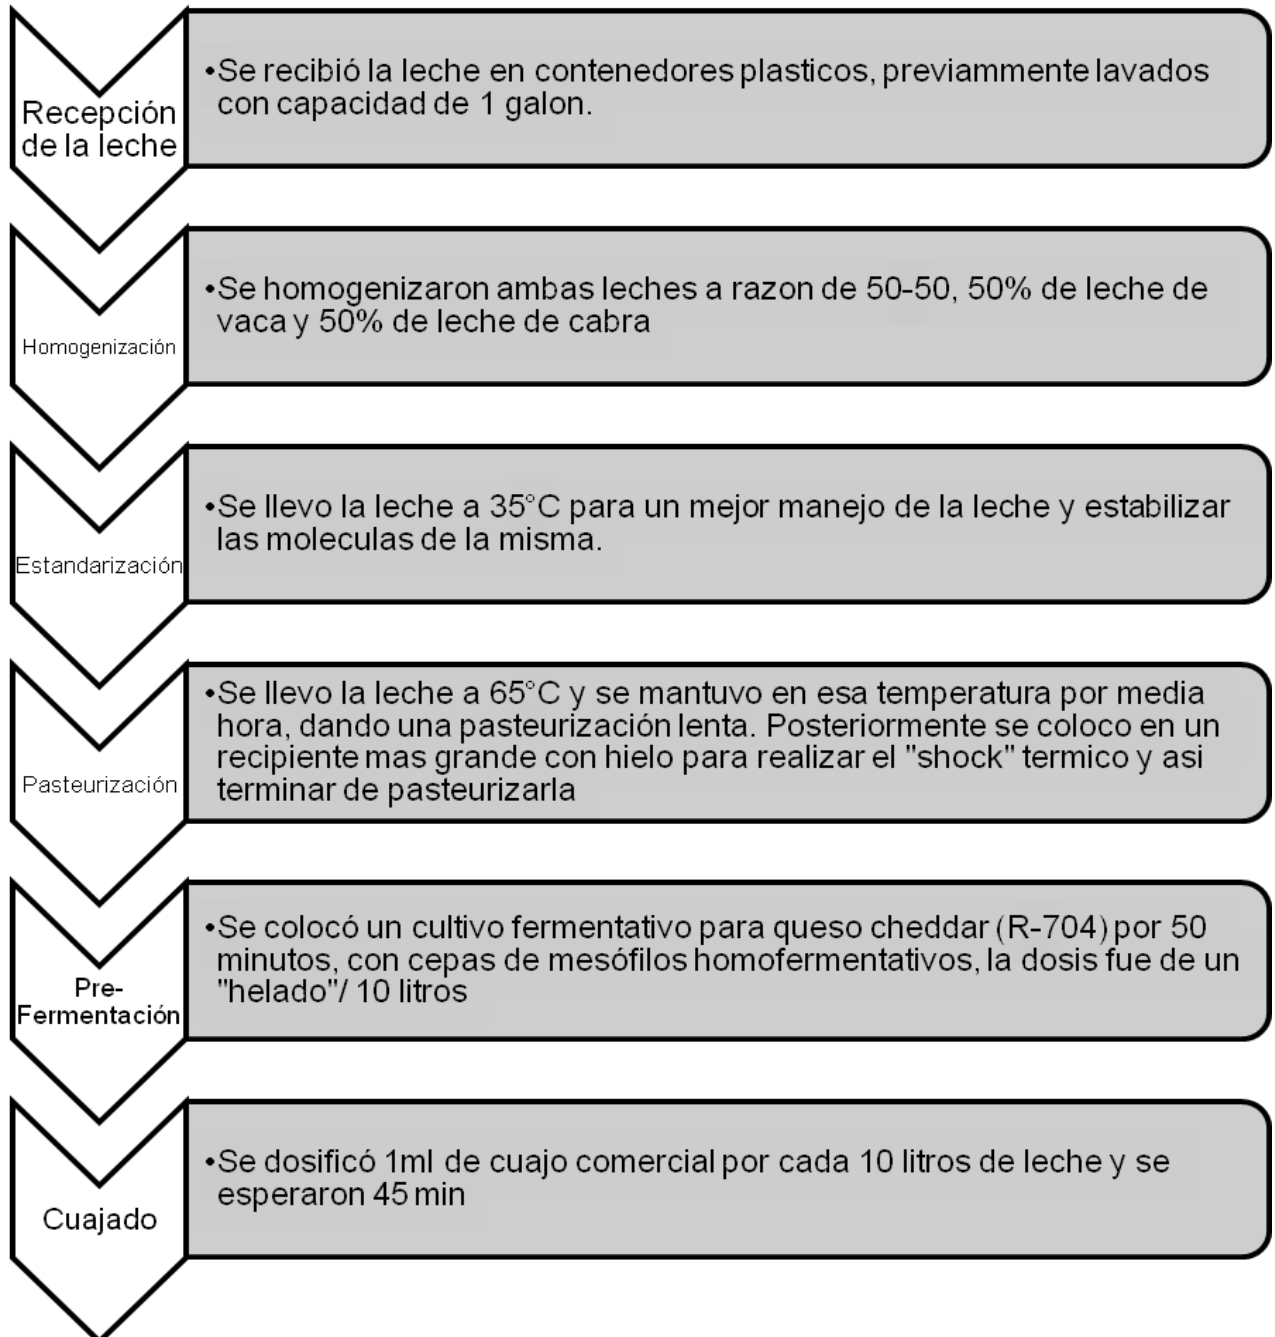 Recepción
de la leche
•Se recibió la leche en contenedores plasticos, previammente lavados
con capacidad de 1 galon.
Homogenización
•Se homogenizaron ambas leches a razon de 50-50, 50% de leche de
vaca y 50% de leche de cabra
Estandarización
•Se llevo la leche a 35°C para un mejor manejo de la leche y estabilizar
las moleculas de la misma.
Pasteurización
•Se llevo la leche a 65°C y se mantuvo en esa temperatura por media
hora, dando una pasteurización lenta. Posteriormente se coloco en un
recipiente mas grande con hielo para realizar el "shock" termico y asi
terminar de pasteurizarla
Pre-
Fermentación
•Se colocó un cultivo fermentativo para queso cheddar (R-704) por 50
minutos, con cepas de mesófilos homofermentativos, la dosis fue de un
"helado"/ 10 litros
Cuajado
•Se dosificó 1ml de cuajo comercial por cada 10 litros de leche y se
esperaron 45 min